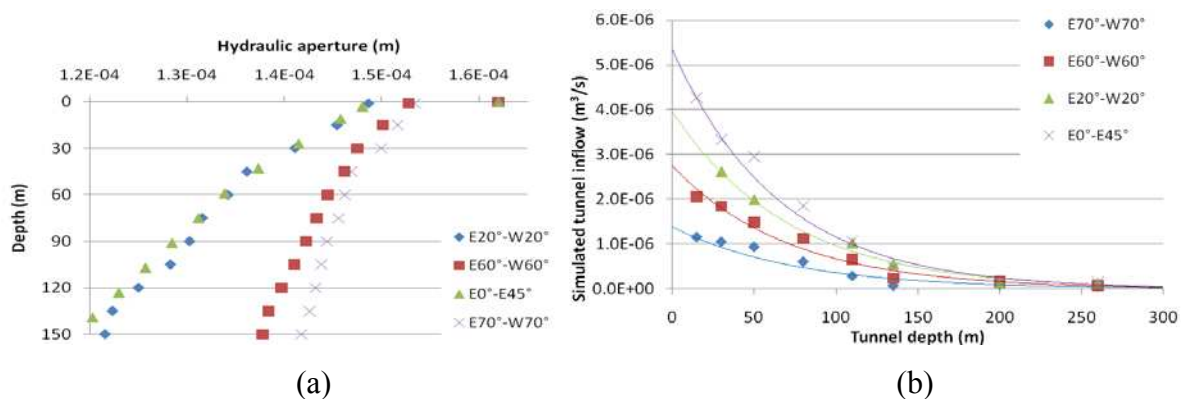 Hydraulic aperture (m)
1.2E-04 1.3E-04 1.4E-04 1.5E-04 1.6E-04
0
30
60
90
120
150
Depth (m)
E20°-W20°
E60°-W60°
E0°-E45°
E70°-W70°
(a)
6.0E-06
5.0E-06
4.0E-06
3.0E-06
2.0E-06
1.0E-06
0.0E+00
Simulated tunnel inflow (m³/s)
0 50 100 150 200 250 300
Tunnel depth (m)
E70°-W70°
E60°-W60°
E20°-W20°
E0°-E45°
(b)